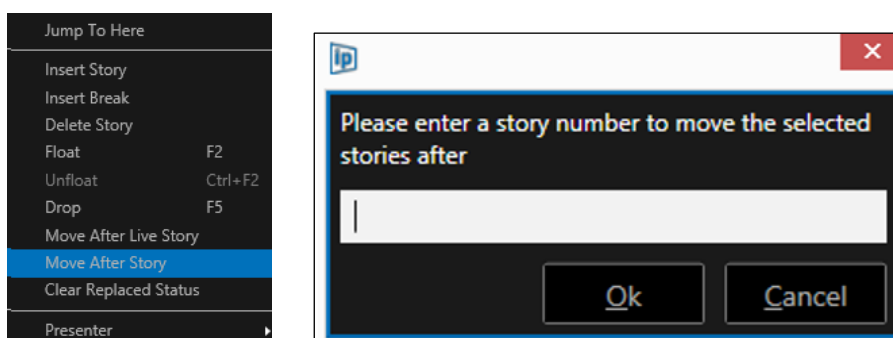 Jump To Here
Insert Story
Insert Break
Delete Story
Float F2
Unfloat Ctrl+F2
Drop F5
Move After Live Story
Move After Story
Clear Replaced Status
Presenter
ip
Please enter a story number to move the selected
stories after
Ok Cancel